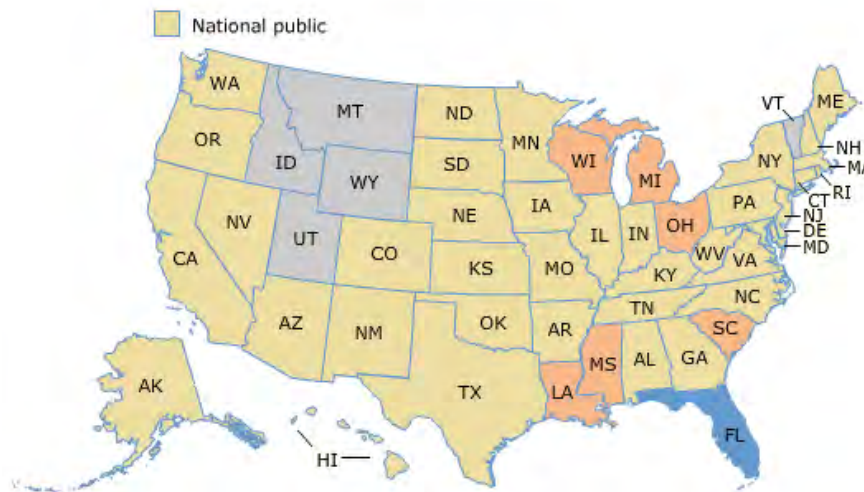 National public
WA
MT
ND
MN
VT
ME
OR
ID
SD
WI
MI
NY
NH
MA
WY
RI
CT
NV
NE
IA
PA
NJ
OH
DE
UT
IL
IN
MD
CA
CO
WV
VA
KS
MO
KY
NC
TN
AZ
NM
OK
AR
SC
MS
AL
GA
AK
TX
LA
FL
HI